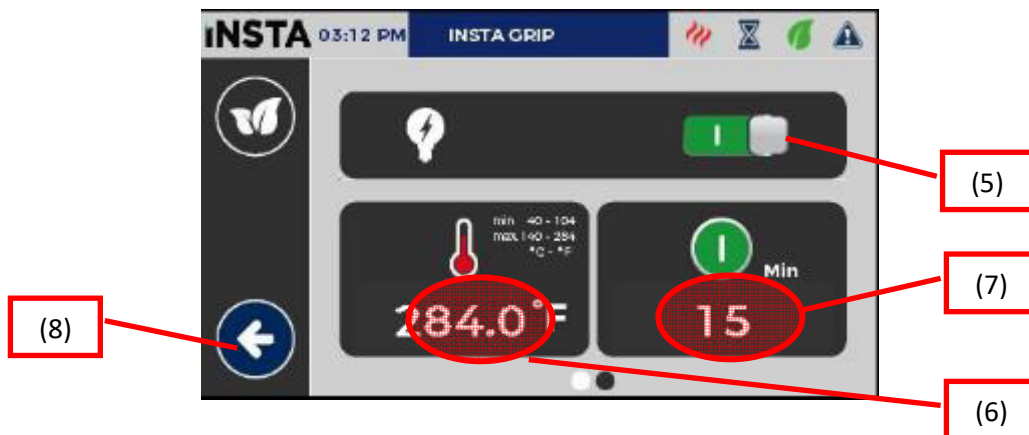 INSTA 03:12 PM INSTA GRIP
I
(5)
min 40 - 104
max. 140 - 284
°C - °F
I
Min
(7)
284.0 °F
15
(8)
(6)